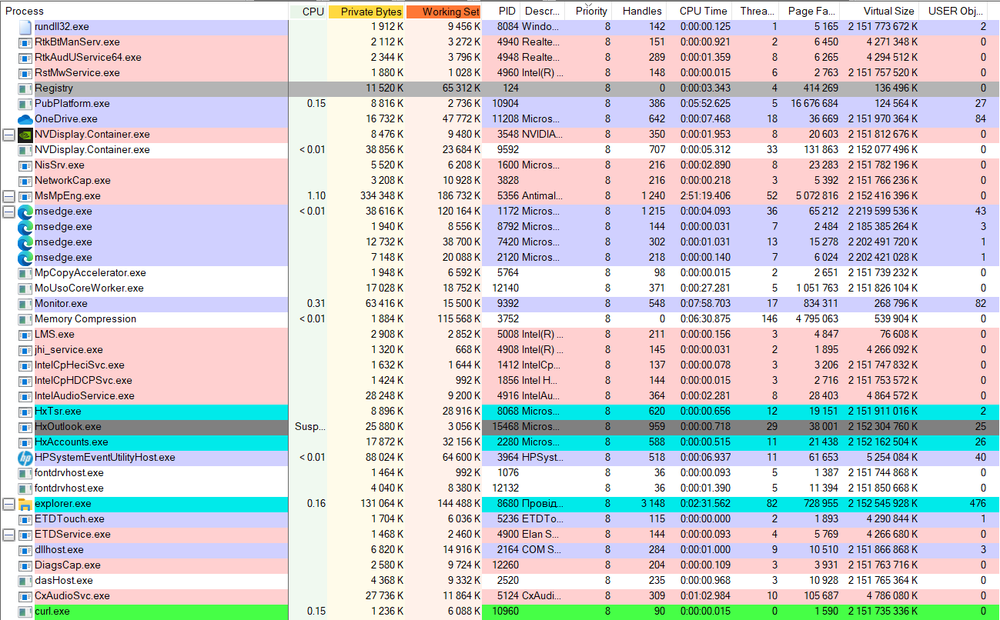 Process CPU Private Bytes Working Set PID Descr... Priority Handles CPU Time Threa... Page Fa... Virtual Size USER Obj...
rundll32.exe 1 912 K 9 456 K 8084 Windo... 8 142 0:00:00.125 1 5 165 2 151 773 672 K 2
RtkBtManServ.exe 2 112 K 3 272 K 4940 Realte... 8 151 0:00:00.921 2 6 450 4 271 348 K 0
RtkAudUService64.exe 2 344 K 3 796 K 4948 Realte... 8 289 0:00:01.359 8 6 265 4 294 512 K 0
RstMwService.exe 1 880 K 1 028 K 4960 Intel(R) ... 8 148 0:00:00.015 6 2 763 2 151 757 520 K 0
Registry 11 520 K 65 312 K 124 8 0 0:00:03.343 4 414 269 136 496 K 0
PubPlatform.exe 0.15 8 816 K 2 736 K 10904 8 386 0:05:52.625 5 16 676 684 124 564 K 27
OneDrive.exe 16 732 K 47 772 K 11208 Micros... 8 642 0:00:07.468 18 36 669 2 151 970 364 K 84
NVDisplay.Container.exe 8 476 K 9 480 K 3548 NVIDIA... 8 350 0:00:01.953 8 20 603 2 151 812 676 K 0
NVDisplay.Container.exe < 0.01 38 856 K 23 684 K 9592 8 707 0:00:05.312 33 131 863 2 152 077 496 K 0
NisSrv.exe 5 520 K 6 208 K 1600 Micros... 8 216 0:00:02.890 8 23 283 2 151 782 196 K 0
NetworkCap.exe 3 208 K 10 928 K 3828 8 216 0:00:00.218 3 5 392 2 151 766 236 K 0
MsMpEng.exe 1.10 334 348 K 186 732 K 5356 Antimal... 8 1 240 2:51:19.406 52 5 072 816 2 152 416 396 K 0
msedge.exe < 0.01 38 616 K 120 164 K 1172 Micros... 8 1 215 0:00:04.093 36 65 212 2 219 599 536 K 43
msedge.exe 1 940 K 8 556 K 8792 Micros... 8 144 0:00:00.031 7 2 484 2 185 385 264 K 3
msedge.exe 12 732 K 38 700 K 7420 Micros... 8 302 0:00:01.031 13 15 278 2 202 491 720 K 1
msedge.exe 7 148 K 20 088 K 2120 Micros... 8 218 0:00:00.140 7 6 024 2 202 421 028 K 1
MpCopyAccelerator.exe 1 948 K 6 592 K 5764 8 98 0:00:00.015 2 2 651 2 151 739 232 K 0
MoUsoCoreWorker.exe 17 028 K 18 752 K 12140 8 371 0:00:27.281 5 1 051 763 2 151 826 104 K 0
Monitor.exe 0.31 63 416 K 15 500 K 9392 8 548 0:07:58.703 17 834 311 268 796 K 82
Memory Compression < 0.01 1 884 K 115 568 K 3752 8 0 0:06:30.875 146 4 795 063 539 904 K 0
LMS.exe 2 908 K 2 852 K 5008 Intel(R) ... 8 211 0:00:00.156 3 4 847 76 608 K 0
jhi_service.exe 1 320 K 668 K 4908 Intel(R) ... 8 145 0:00:00.031 2 1 895 4 266 092 K 0
IntelCpHeciSvc.exe 1 632 K 1 644 K 1412 IntelCp... 8 137 0:00:00.078 3 3 206 2 151 747 832 K 0
IntelCpHDCPSvc.exe 1 424 K 992 K 1856 Intel H... 8 144 0:00:00.015 3 2 716 2 151 753 572 K 0
IntelAudioService.exe 28 248 K 9 200 K 4916 IntelAu... 8 364 0:00:02.281 8 28 403 4 864 572 K 0
HxTsr.exe 8 896 K 28 916 K 8068 Micros... 8 620 0:00:00.656 12 19 151 2 151 911 016 K 2
HxOutlook.exe Susp... 25 880 K 3 056 K 15468 Micros... 8 959 0:00:00.718 29 38 001 2 152 304 760 K 25
HxAccounts.exe 17 872 K 32 156 K 2280 Micros... 8 588 0:00:00.515 11 21 438 2 152 162 504 K 26
HPSystemEventUtilityHost.exe < 0.01 88 024 K 64 600 K 3964 HPSyst... 8 518 0:00:06.937 11 61 653 5 254 084 K 40
fontdrvhost.exe 1 464 K 992 K 1076 8 36 0:00:00.093 5 1 387 2 151 744 868 K 0
fontdrvhost.exe 4 040 K 8 380 K 12132 8 36 0:00:01.390 5 11 394 2 151 850 668 K 0
explorer.exe 0.16 131 064 K 144 488 K 8680 Провід... 8 3 148 0:02:31.562 82 728 955 2 152 545 928 K 476
ETDTouch.exe 1 704 K 6 036 K 5236 ETDTo... 8 115 0:00:00.000 2 1 893 4 290 844 K 1
ETDService.exe 1 468 K 2 460 K 4900 Elan S... 8 144 0:00:00.093 4 5 769 4 266 680 K 0
dllhost.exe 6 820 K 14 916 K 2164 COM S... 8 284 0:00:01.000 9 10 510 2 151 866 868 K 3
DiagsCap.exe 2 580 K 9 724 K 12260 8 204 0:00:00.109 3 3 931 2 151 763 716 K 0
dasHost.exe 4 368 K 9 332 K 2520 8 235 0:00:00.968 3 10 928 2 151 765 364 K 0
CxAudioSvc.exe 27 736 K 11 864 K 5124 CxAudi... 8 309 0:01:02.984 10 105 687 4 786 080 K 0
curl.exe 0.15 1 236 K 6 088 K 10960 8 90 0:00:00.015 0 1 590 2 151 735 336 K 0